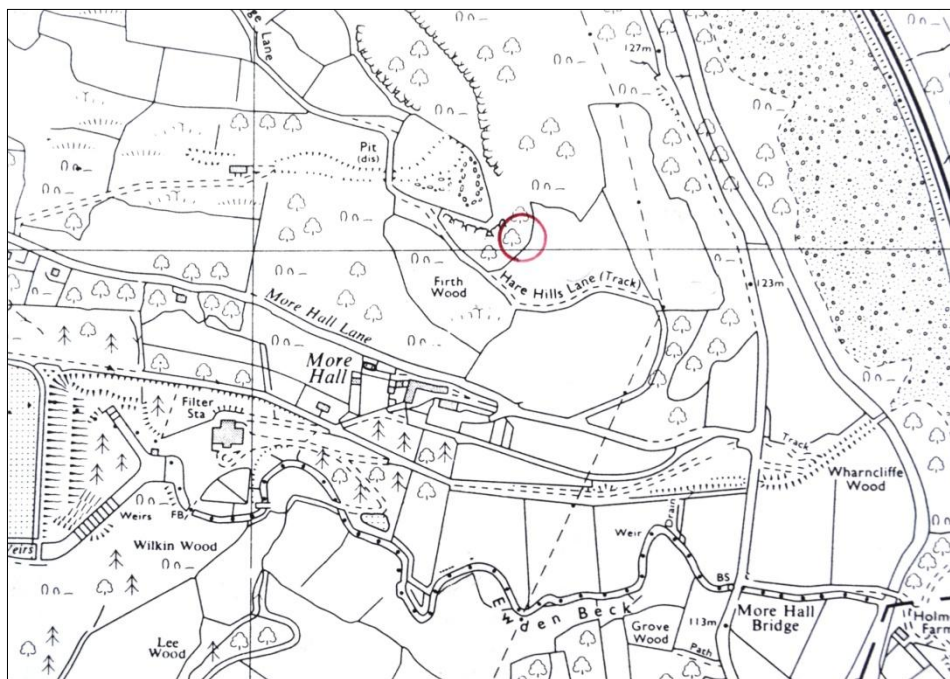 Lane
127m
Pit
(dis)
Hare Hills Lane (Track)
Firth
Wood
123m
More Hall Lane
More
Hall
Filter
Sta
Track
Wharncliffe
Wood
Weirs
FB
Drain
Weir
Weirs
Wilkin Wood
BS
Ewden Beck
More Hall
Bridge
Grove
Wood
113m
Path
Holme
Farm
Lee
Wood